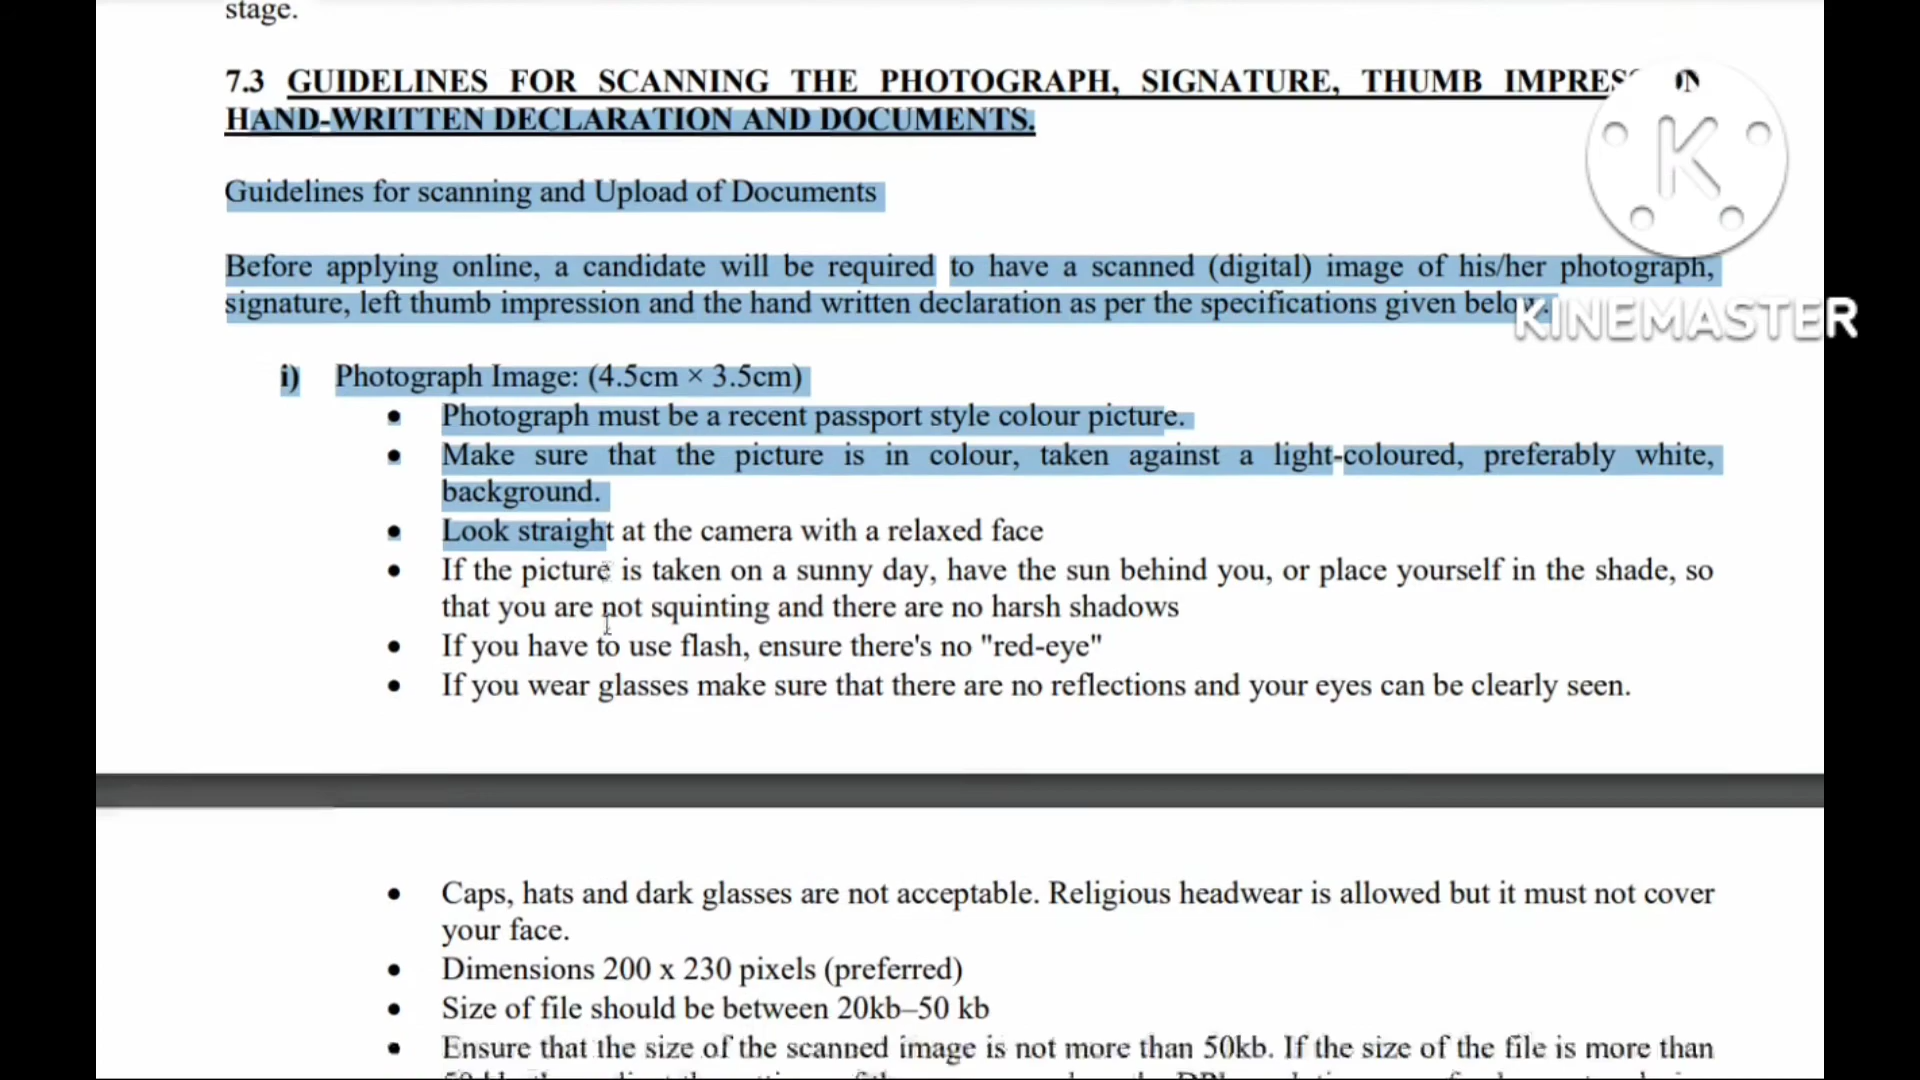 stage.
7.3 GUIDELINES FOR SCANNING THE PHOTOGRAPH, SIGNATURE, THUMB
HAND-WRITTEN DECLARATION AND DOCUMENTS.
Guidelines for scanning and Upload of Documents
Before applying online, a candidate will be required to have a scanned (digital) image of his/her photograph,
signature, left thumb impression and the hand written declaration as per the specifications given below.
KINEMASTER
i) Photograph Image: (4.5cm × 3.5cm)
• Photograph must be a recent passport style colour picture.
• Make sure that the picture is in colour, taken against a light-coloured, preferably white,
background.
• Look straight at the camera with a relaxed face
• If the picture is taken on a sunny day, have the sun behind you, or place yourself in the shade, so
that you are not squinting and there are no harsh shadows
• If you have to use flash, ensure there's no "red-eye"
• If you wear glasses make sure that there are no reflections and your eyes can be clearly seen.
• Caps, hats and dark glasses are not acceptable. Religious headwear is allowed but it must not cover
your face.
• Dimensions 200 x 230 pixels (preferred)
• Size of file should be between 20kb–50 kb
• Ensure that the size of the scanned image is not more than 50kb. If the size of the file is more than